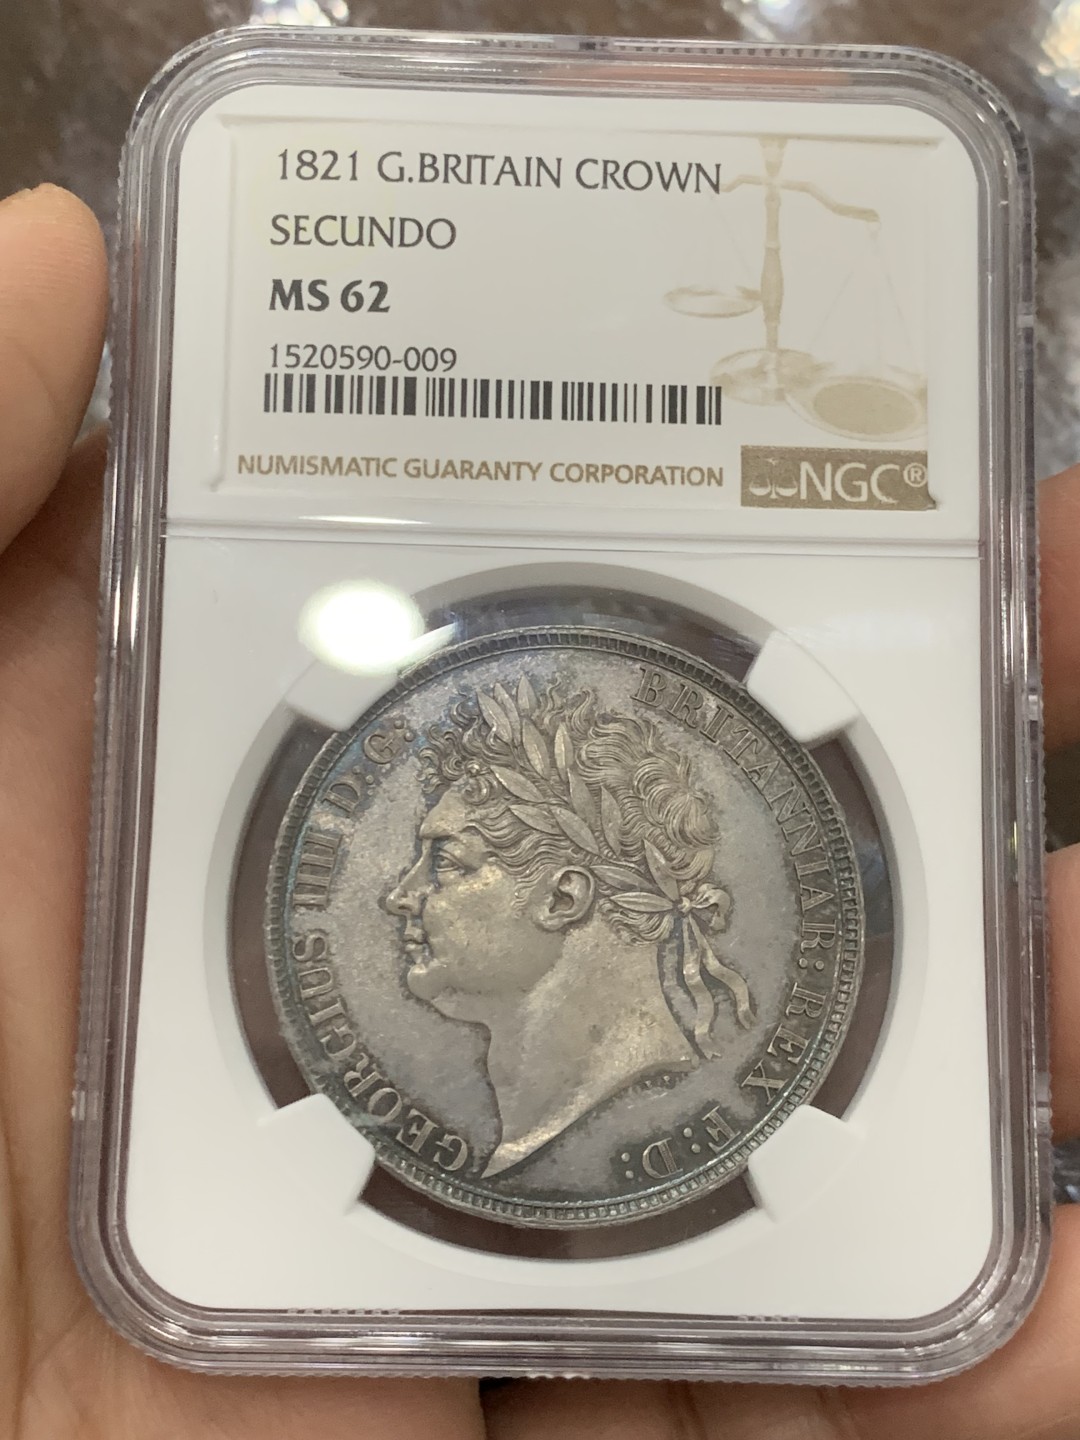 1821 G.BRITAIN CROWN
SECUNDO
MS 62
1520590-009
NUMISMATIC GUARANTY CORPORATION
NGC®
GEORGIUS IIII D:G: BRITANNIAR: REX F:D: